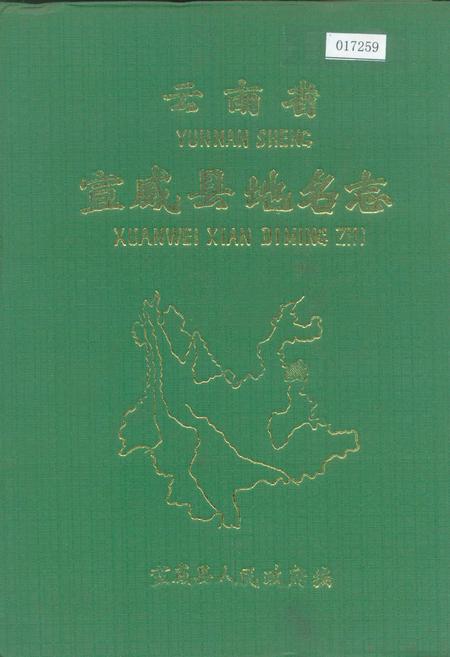 017259
云南省
YUNNAN SHENG
宣威县地名志
XUANWEI XIAN DIMING ZHI
宣威县人民政府编